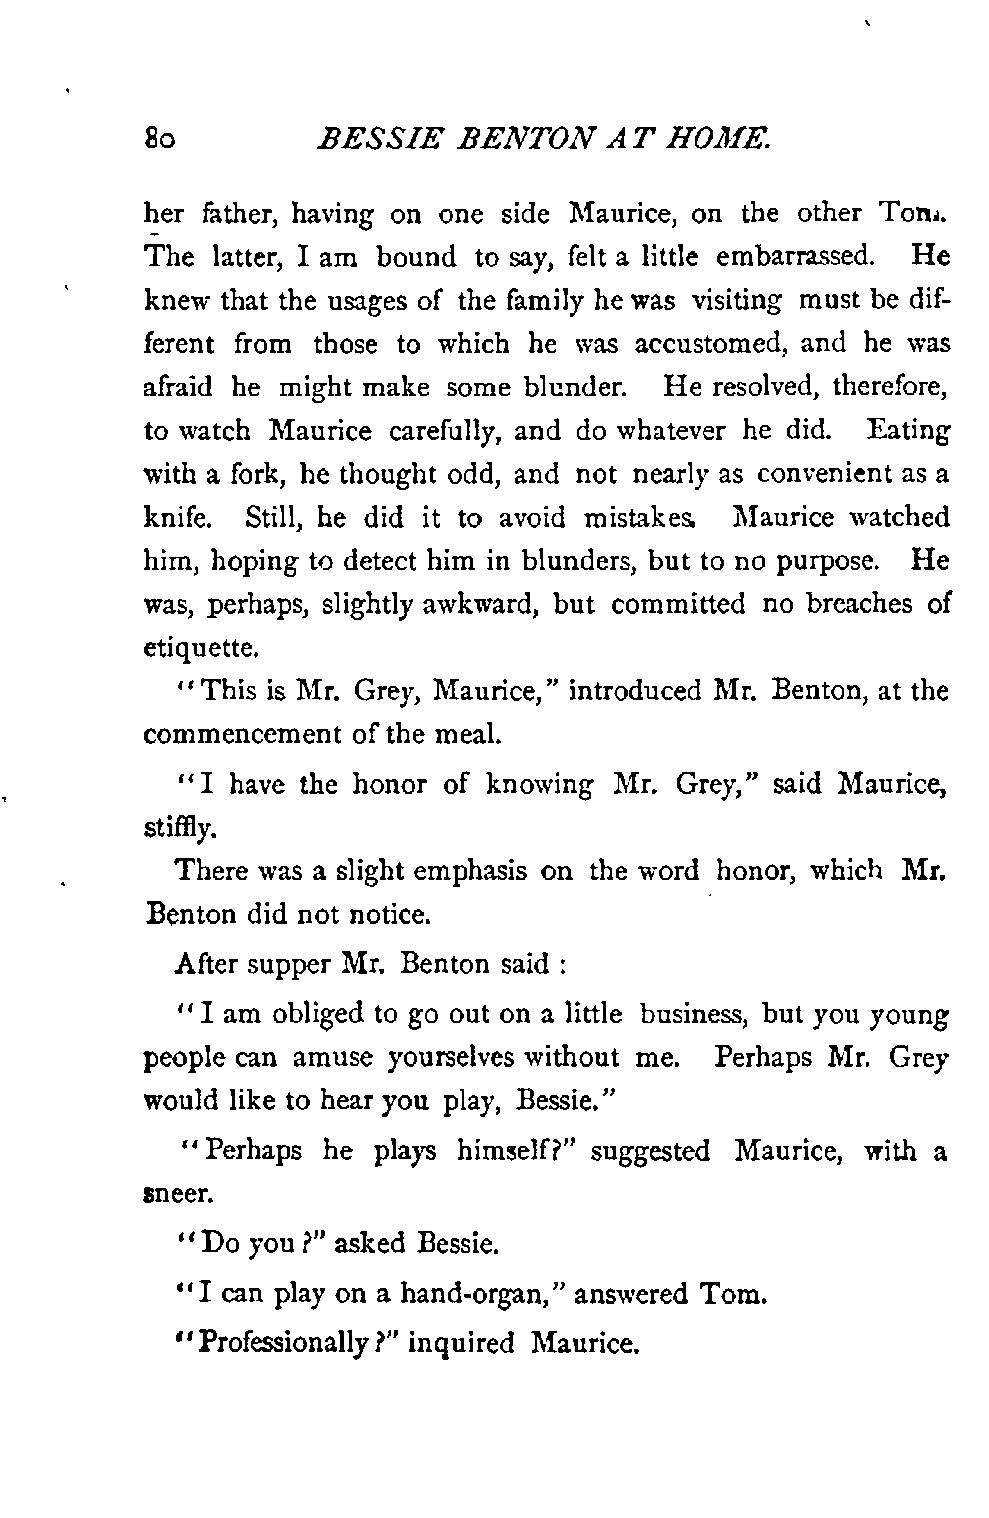 80 BESSIE BENTON AT HOME.
her father, having on one side Maurice, on the other Tom.
The latter, I am bound to say, felt a little embarrassed. He
knew that the usages of the family he was visiting must be dif-
ferent from those to which he was accustomed, and he was
afraid he might make some blunder. He resolved, therefore,
to watch Maurice carefully, and do whatever he did. Eating
with a fork, he thought odd, and not nearly as convenient as a
knife. Still, he did it to avoid mistakes. Maurice watched
him, hoping to detect him in blunders, but to no purpose. He
was, perhaps, slightly awkward, but committed no breaches of
etiquette.
"This is Mr. Grey, Maurice," introduced Mr. Benton, at the
commencement of the meal.
"I have the honor of knowing Mr. Grey," said Maurice,
stiffly.
There was a slight emphasis on the word honor, which Mr.
Benton did not notice.
After supper Mr. Benton said :
"I am obliged to go out on a little business, but you young
people can amuse yourselves without me. Perhaps Mr. Grey
would like to hear you play, Bessie."
"Perhaps he plays himself?" suggested Maurice, with a
sneer.
"Do you ?" asked Bessie.
"I can play on a hand-organ," answered Tom.
"Professionally ?" inquired Maurice.